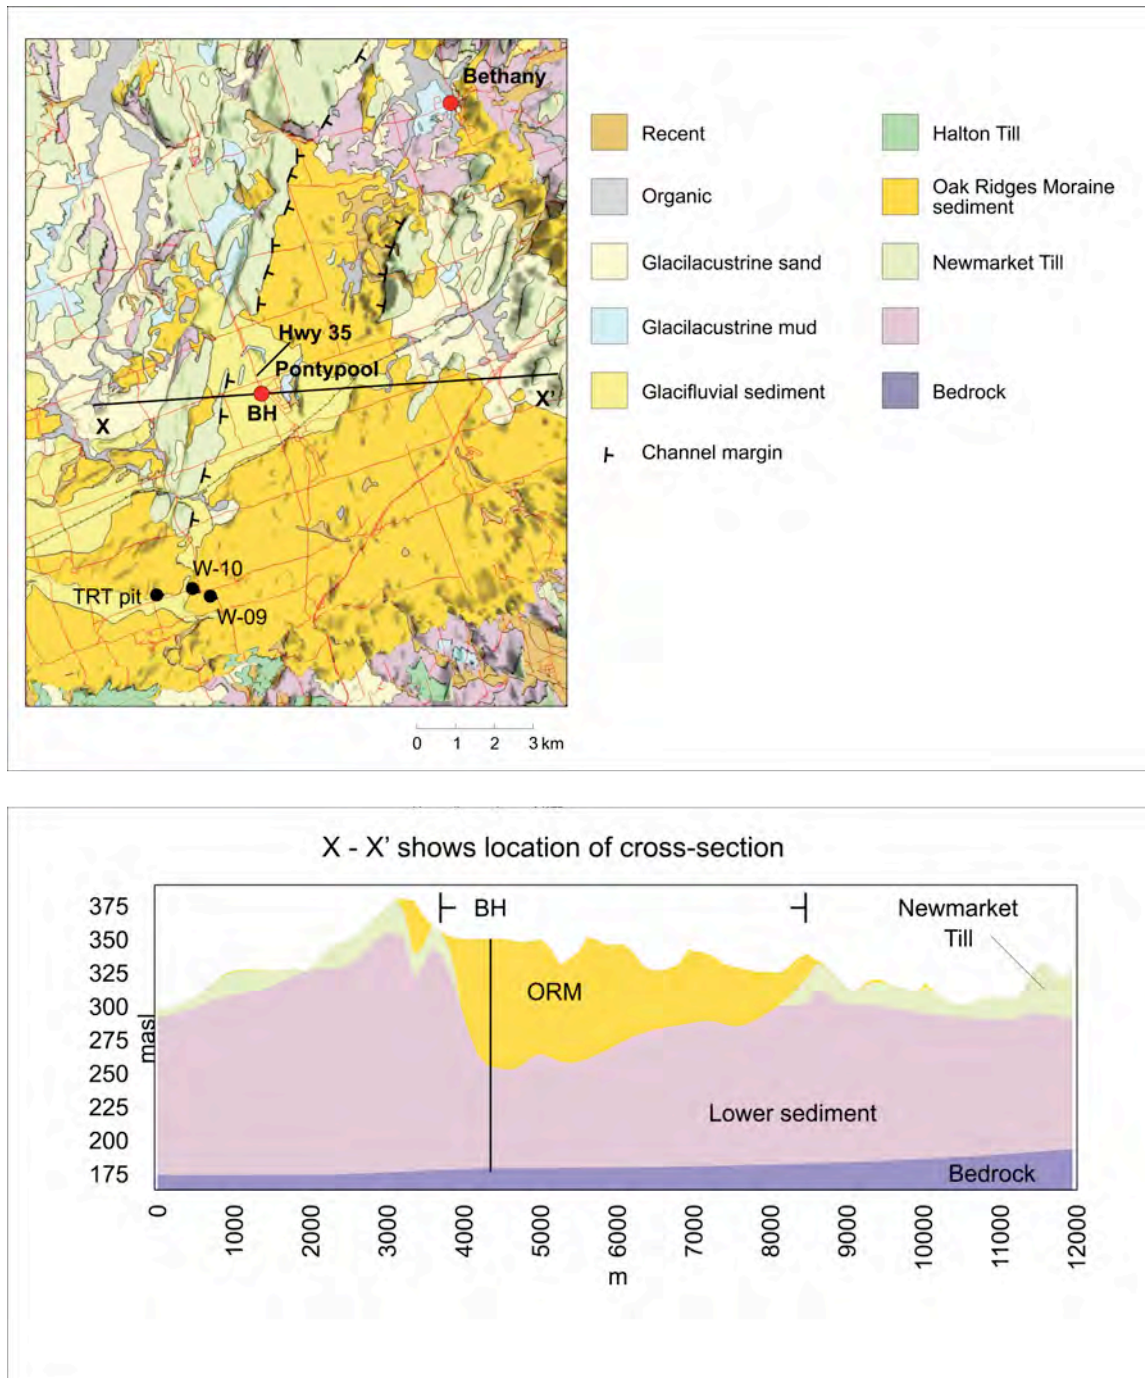 Bethany
Hwy 35
Pontypool
BH
X
X'
W-10
TRT pit
W-09
0 1 2 3 km
Recent
Organic
Glacilacustrine sand
Glacilacustrine mud
Glacifluvial sediment
Channel margin
Halton Till
Oak Ridges Moraine
sediment
Newmarket Till
Bedrock
X - X' shows location of cross-section
375
350
325
300
275
250
225
200
175
masl
BH
Newmarket
Till
ORM
Lower sediment
Bedrock
0 1000 2000 3000 4000 5000 6000 7000 8000 9000 10000 11000 12000
m